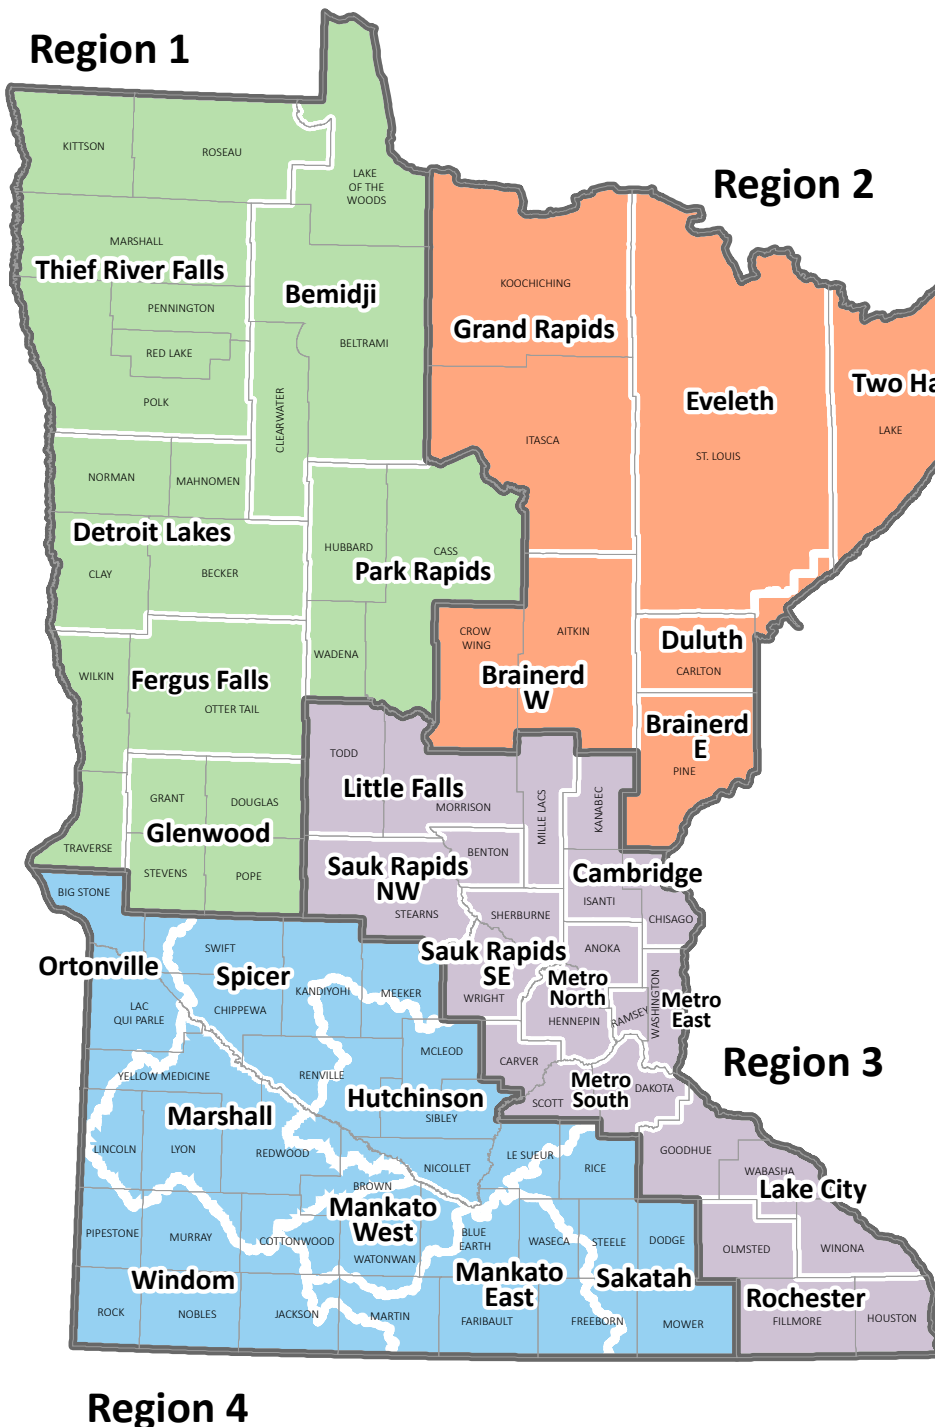 Region 1
Region 2
KITTSON
ROSEAU
LAKE
OF THE
WOODS
MARSHALL
Thief River Falls
PENNINGTON
RED LAKE
POLK
Bemidji
BELTRAMI
CLEARWATER
KOOCHICHING
Grand Rapids
ITASCA
Eveleth
ST. LOUIS
Two Ha
LAKE
NORMAN
MAHNOMEN
Detroit Lakes
CLAY
BECKER
HUBBARD
CASS
Park Rapids
WADENA
CROW
WING
AITKIN
Brainerd
W
Duluth
CARLTON
Brainerd
E
PINE
WILKIN
Fergus Falls
OTTER TAIL
GRANT
DOUGLAS
Glenwood
TRAVERSE
STEVENS
POPE
TODD
Little Falls
MORRISON
MILLE LACS
KANABEC
BENTON
Sauk Rapids
NW
STEARNS
Cambridge
ISANTI
CHISAGO
SHERBURNE
Sauk Rapids
SE
WRIGHT
ANOKA
Metro
North
HENNEPIN
RAMSEY
WASHINGTON
Metro
East
CARVER
SCOTT
Metro
South
DAKOTA
Region 3
BIG STONE
Ortonville
SWIFT
Spicer
KANDIYOHI
MEEKER
LAC
QUI PARLE
CHIPPEWA
MCLEOD
YELLOW MEDICINE
RENVILLE
Hutchinson
SIBLEY
Marshall
LINCOLN
LYON
REDWOOD
NICOLLET
LE SUEUR
RICE
GOODHUE
WABASHA
Lake City
BROWN
Mankato
West
PIPESTONE
MURRAY
COTTONWOOD
WATONWAN
BLUE
EARTH
WASECA
STEELE
DODGE
OLMSTED
WINONA
Windom
Mankato
East
Sakatah
Rochester
ROCK
NOBLES
JACKSON
MARTIN
FARIBAULT
FREEBORN
MOWER
FILLMORE
HOUSTON
Region 4